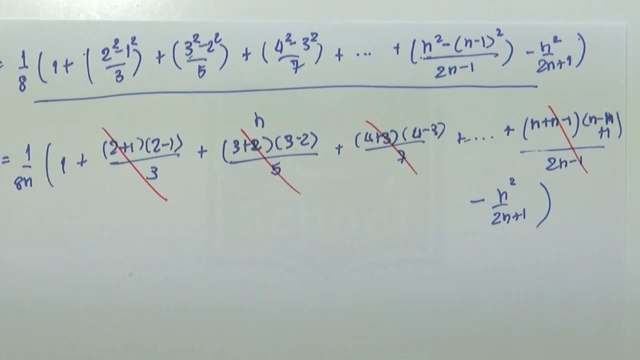 = 1/8 (1 + (2²-1²/3) + (3²-2²/5) + (4²-3²/7) + ... + (n²-(n-1)²/2n-1) - n²/2n+1)
n
= 1/8n (1 + (2+1)(2-1)/3 + (3+2)(3-2)/5 + (4+3)(4-3)/7 + .... + (n+n-1)(n-n+1)/2n-1
- n²/2n+1)
School